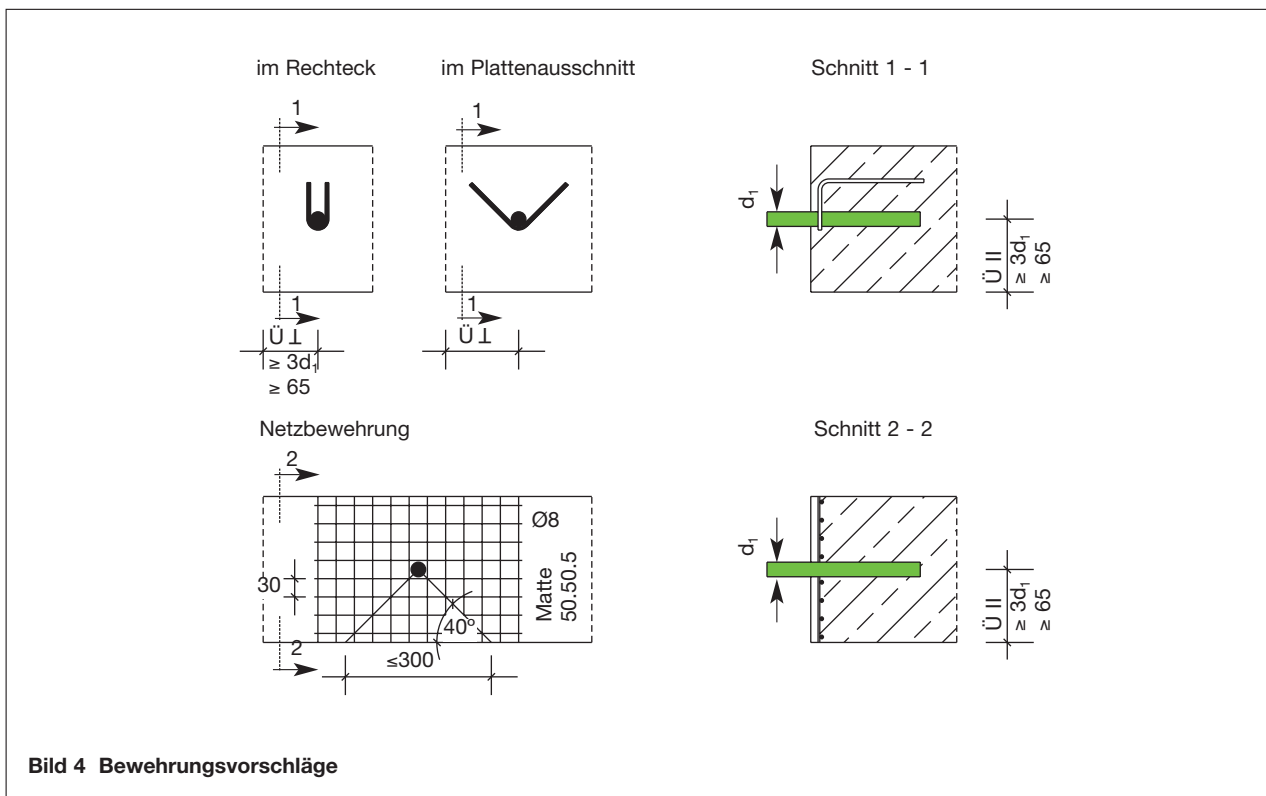 im Rechteck
im Plattenausschnitt
Schnitt 1 - 1
1
1
d₁
Ü II
≥ 3d₁
≥ 65
1
1
Ü ⊥
≥ 3d₁
≥ 65
Ü ⊥
Netzbewehrung
Schnitt 2 - 2
2
Ø8
Matte
50.50.5
30
40°
2
≤300
d₁
Ü II
≥ 3d₁
≥ 65
Bild 4 Bewehrungsvorschläge